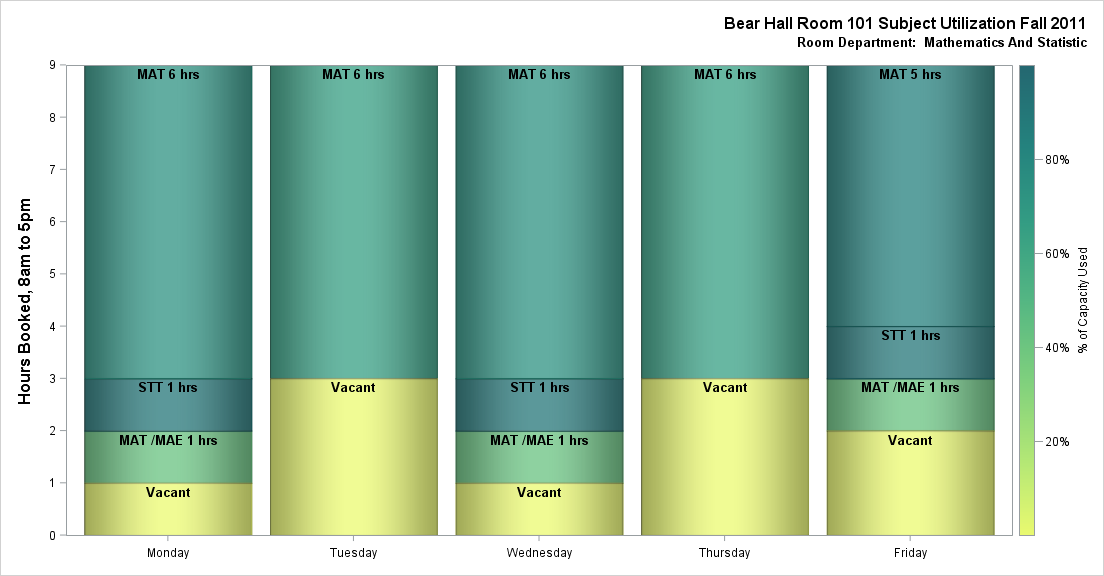 Bear Hall Room 101 Subject Utilization Fall 2011
Room Department:  Mathematics And Statistic
Hours Booked, 8am to 5pm
9
8
7
6
5
4
3
2
1
0
MAT 6 hrs
STT 1 hrs
MAT /MAE 1 hrs
Vacant
MAT 6 hrs
Vacant
MAT 6 hrs
STT 1 hrs
MAT /MAE 1 hrs
Vacant
MAT 6 hrs
Vacant
MAT 5 hrs
STT 1 hrs
MAT /MAE 1 hrs
Vacant
Monday
Tuesday
Wednesday
Thursday
Friday
80%
60%
40%
20%
% of Capacity Used